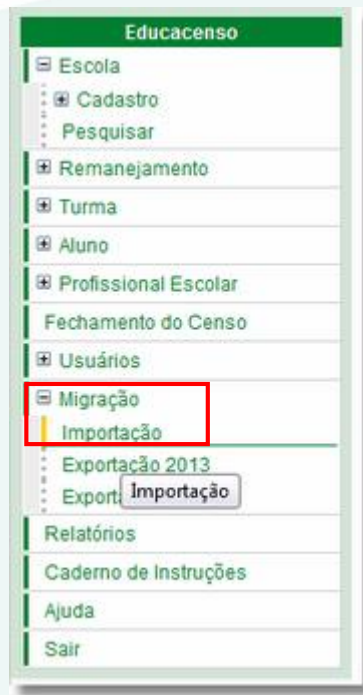 Educacenso
Escola
Cadastro
Pesquisar
Remanejamento
Turma
Aluno
Profissional Escolar
Fechamento do Censo
Usuários
Migração
Importação
Exportação 2013
Importação
Relatórios
Caderno de Instruções
Ajuda
Sair